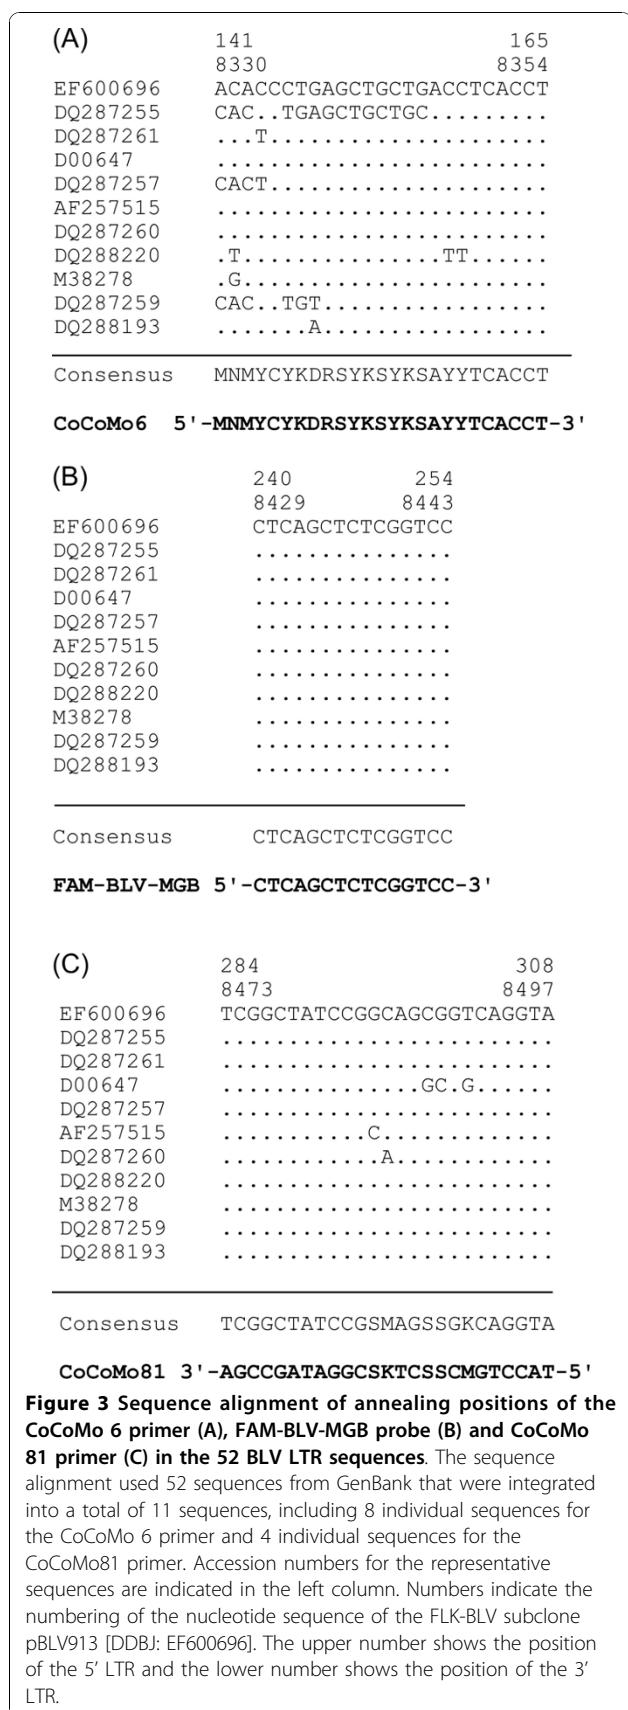 (A)
141 165
8330 8354
EF600696 ACACCCTGAGCTGCTGACCTCACCT
DQ287255 CAC..TGAGCTGCTGC.........
DQ287261 ...T.....................
D00647 .........................
DQ287257 CACT.....................
AF257515 .........................
DQ287260 .........................
DQ288220 .T...............TT......
M38278 .G.......................
DQ287259 CAC..TGT.................
DQ288193 .......A.................
Consensus MNMYCYKDRSYKSYKSAYYTCACCT
CoCoMo6 5'-MNMYCYKDRSYKSYKSAYYTCACCT-3'
(B)
240 254
8429 8443
EF600696 CTCAGCTCTCGGTCC
DQ287255 ...............
DQ287261 ...............
D00647 ...............
DQ287257 ...............
AF257515 ...............
DQ287260 ...............
DQ288220 ...............
M38278 ...............
DQ287259 ...............
DQ288193 ...............
Consensus CTCAGCTCTCGGTCC
FAM-BLV-MGB 5'-CTCAGCTCTCGGTCC-3'
(C)
284 308
8473 8497
EF600696 TCGGCTATCCGGCAGCGGTCAGGTA
DQ287255 .........................
DQ287261 .........................
D00647 ...............GC.G......
DQ287257 .........................
AF257515 ...........C.............
DQ287260 ............A............
DQ288220 .........................
M38278 .........................
DQ287259 .........................
DQ288193 .........................
Consensus TCGGCTATCCGSMAGSSGKCAGGTA
CoCoMo81 3'-AGCCGATAGGCSKTCSSCMGTCCAT-5'
Figure 3 Sequence alignment of annealing positions of the
CoCoMo 6 primer (A), FAM-BLV-MGB probe (B) and CoCoMo
81 primer (C) in the 52 BLV LTR sequences. The sequence
alignment used 52 sequences from GenBank that were integrated
into a total of 11 sequences, including 8 individual sequences for
the CoCoMo 6 primer and 4 individual sequences for the
CoCoMo81 primer. Accession numbers for the representative
sequences are indicated in the left column. Numbers indicate the
numbering of the nucleotide sequence of the FLK-BLV subclone
pBLV913 [DDBJ: EF600696]. The upper number shows the position
of the 5' LTR and the lower number shows the position of the 3'
LTR.